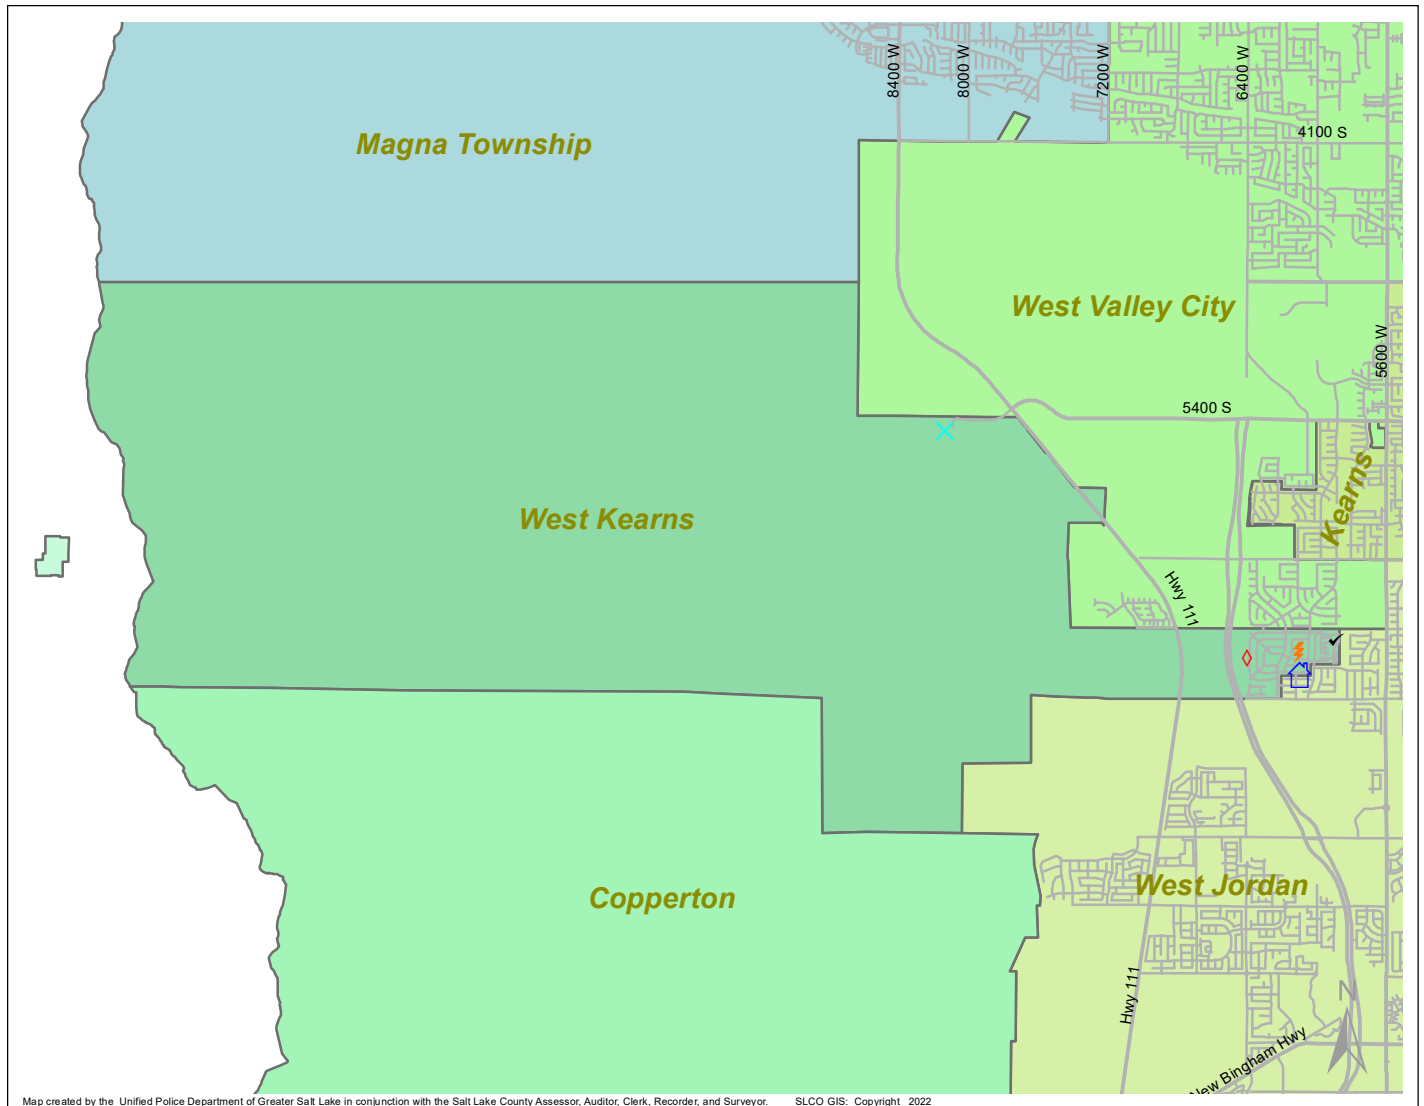 8400 W
8000 W
7200 W
6400 W
4100 S
Magna Township
West Valley City
5600 W
5400 S
Kearns
West Kearns
Hwy 111
West Jordan
Copperton
Hwy 111
N
New Bingham Hwy
Map created by the Unified Police Department of Greater Salt Lake in conjunction with the Salt Lake County Assessor, Auditor, Clerk, Recorder, and Surveyor. SLCO GIS: Copyright 2022